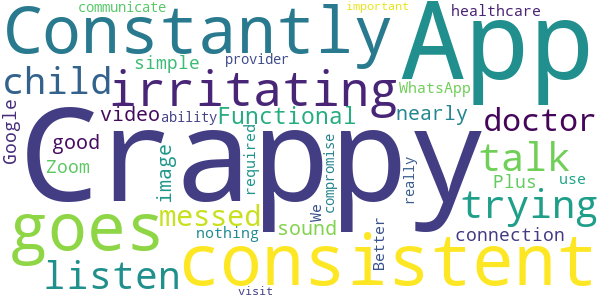 communicate
important
Constantly
App
healthcare
simple
provider
child
irritating
WhatsApp
Google
video
ability
Functional
nearly
doctor
good
Crappy
Zoom
image
required
compromise
really
talk
Plus
use
goes
messed
We
trying
nothing
sound
Better
connection
listen
consistent
visit